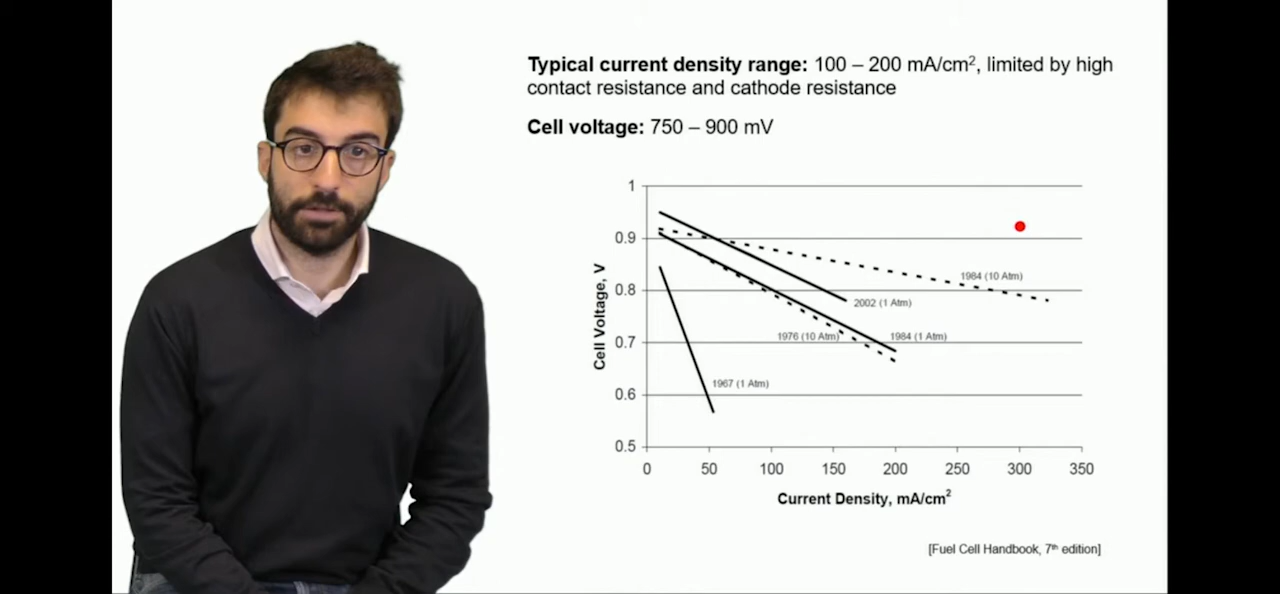 Typical current density range: 100 – 200 mA/cm², limited by high
contact resistance and cathode resistance
Cell voltage: 750 – 900 mV
1
0.9
0.8
0.7
0.6
0.5
Cell Voltage, V
1984 (10 Atm)
2002 (1 Atm)
1976 (10 Atm)
1984 (1 Atm)
1967 (1 Atm)
0 50 100 150 200 250 300 350
Current Density, mA/cm²
[Fuel Cell Handbook, 7th edition]